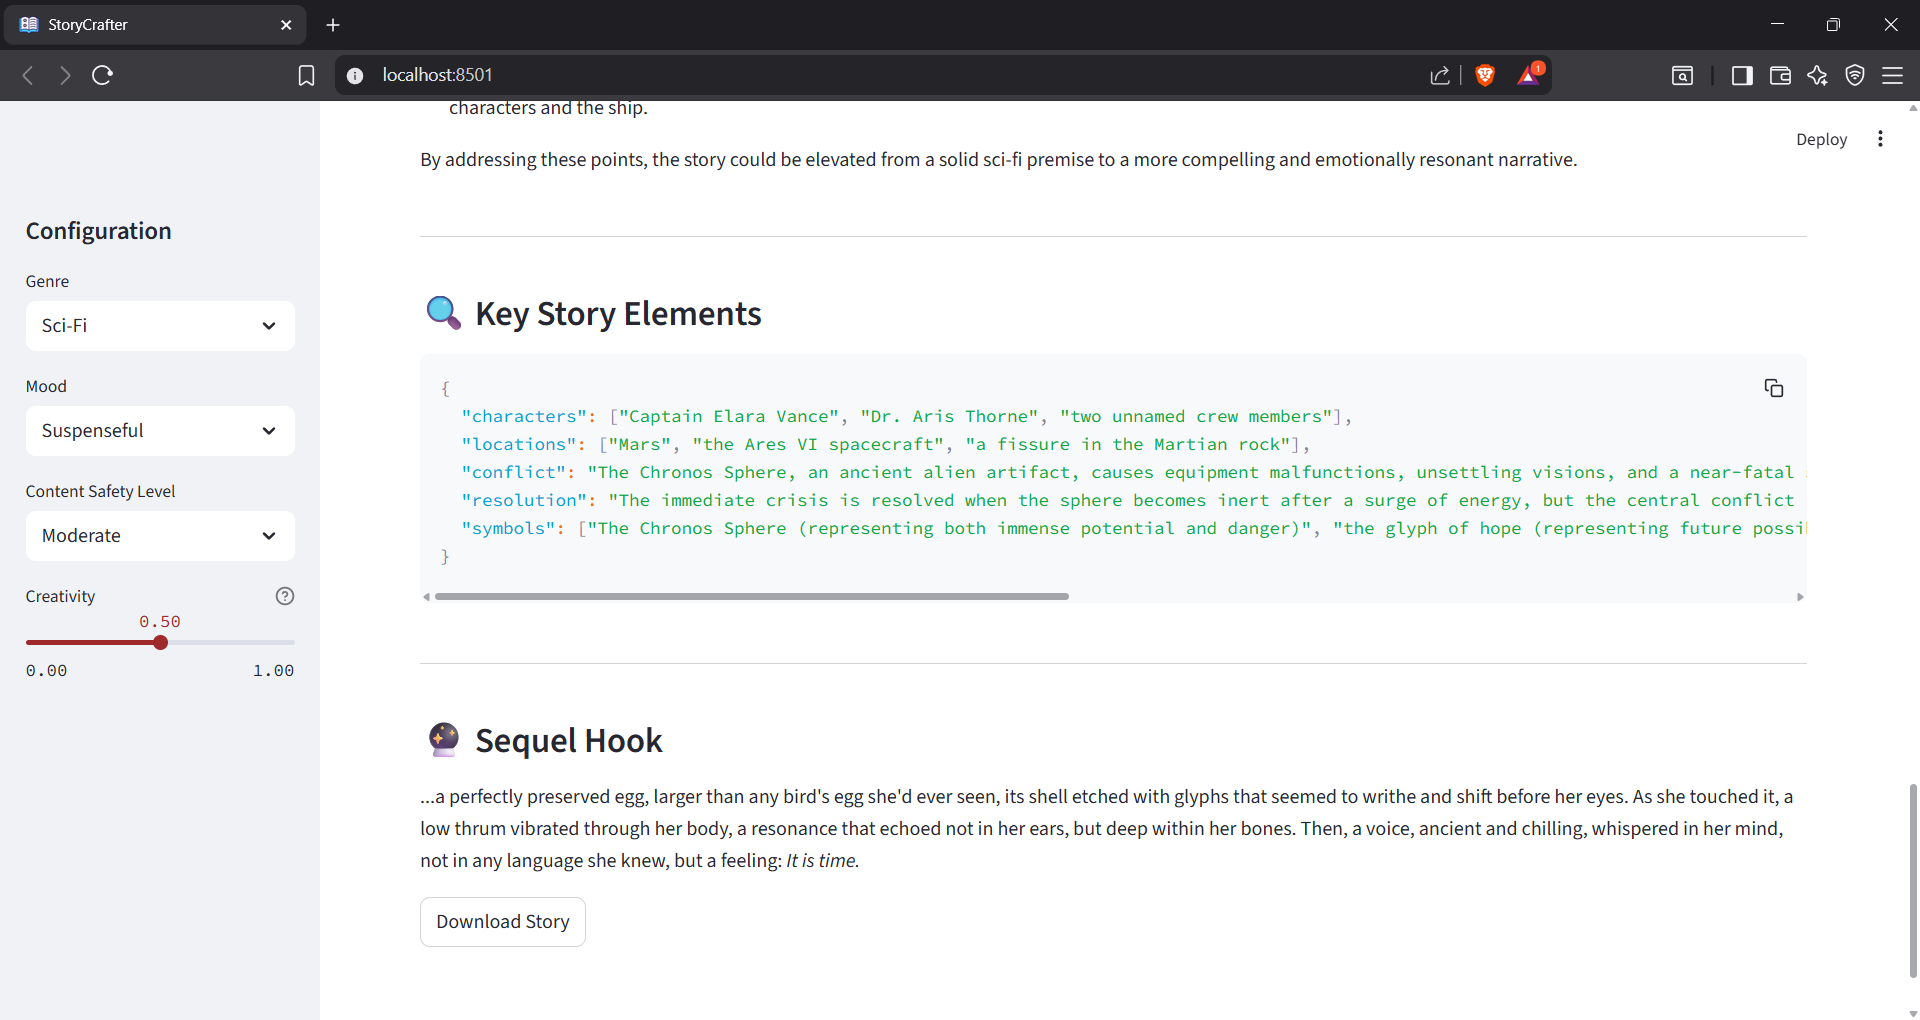 StoryCrafter
localhost:8501
1
Deploy
Configuration
Genre
Sci-Fi
Mood
Suspenseful
Content Safety Level
Moderate
Creativity
0.50
0.00 1.00
characters and the ship.
By addressing these points, the story could be elevated from a solid sci-fi premise to a more compelling and emotionally resonant narrative.
Key Story Elements
{
"characters": ["Captain Elara Vance", "Dr. Aris Thorne", "two unnamed crew members"],
"locations": ["Mars", "the Ares VI spacecraft", "a fissure in the Martian rock"],
"conflict": "The Chronos Sphere, an ancient alien artifact, causes equipment malfunctions, unsettling visions, and a near-fatal
"resolution": "The immediate crisis is resolved when the sphere becomes inert after a surge of energy, but the central conflict
"symbols": ["The Chronos Sphere (representing both immense potential and danger)", "the glyph of hope (representing future
}
Sequel Hook
...a perfectly preserved egg, larger than any bird's egg she'd ever seen, its shell etched with glyphs that seemed to writhe and shift before her eyes. As she touched it, a
low thrum vibrated through her body, a resonance that echoed not in her ears, but deep within her bones. Then, a voice, ancient and chilling, whispered in her mind,
not in any language she knew, but a feeling: It is time.
Download Story